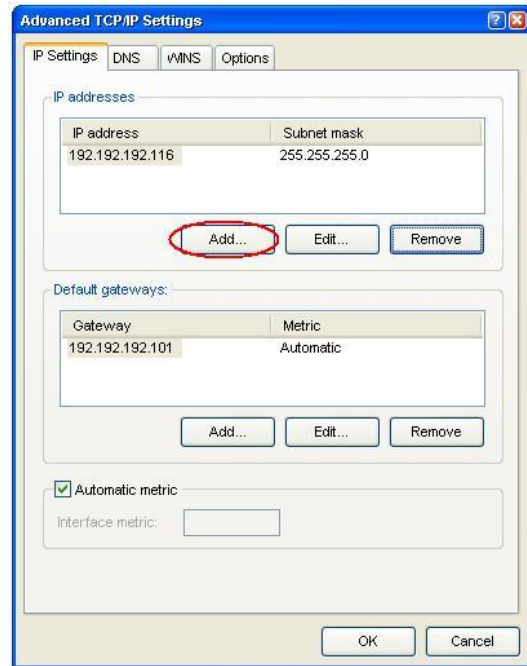 Advanced TCP/IP Settings
IP Settings DNS WINS Options
IP addresses
IP address Subnet mask
192.192.192.116 255.255.255.0
Add... Edit... Remove
Default gateways:
Gateway Metric
192.192.192.101 Automatic
Add... Edit... Remove
Automatic metric
Interface metric:
OK Cancel